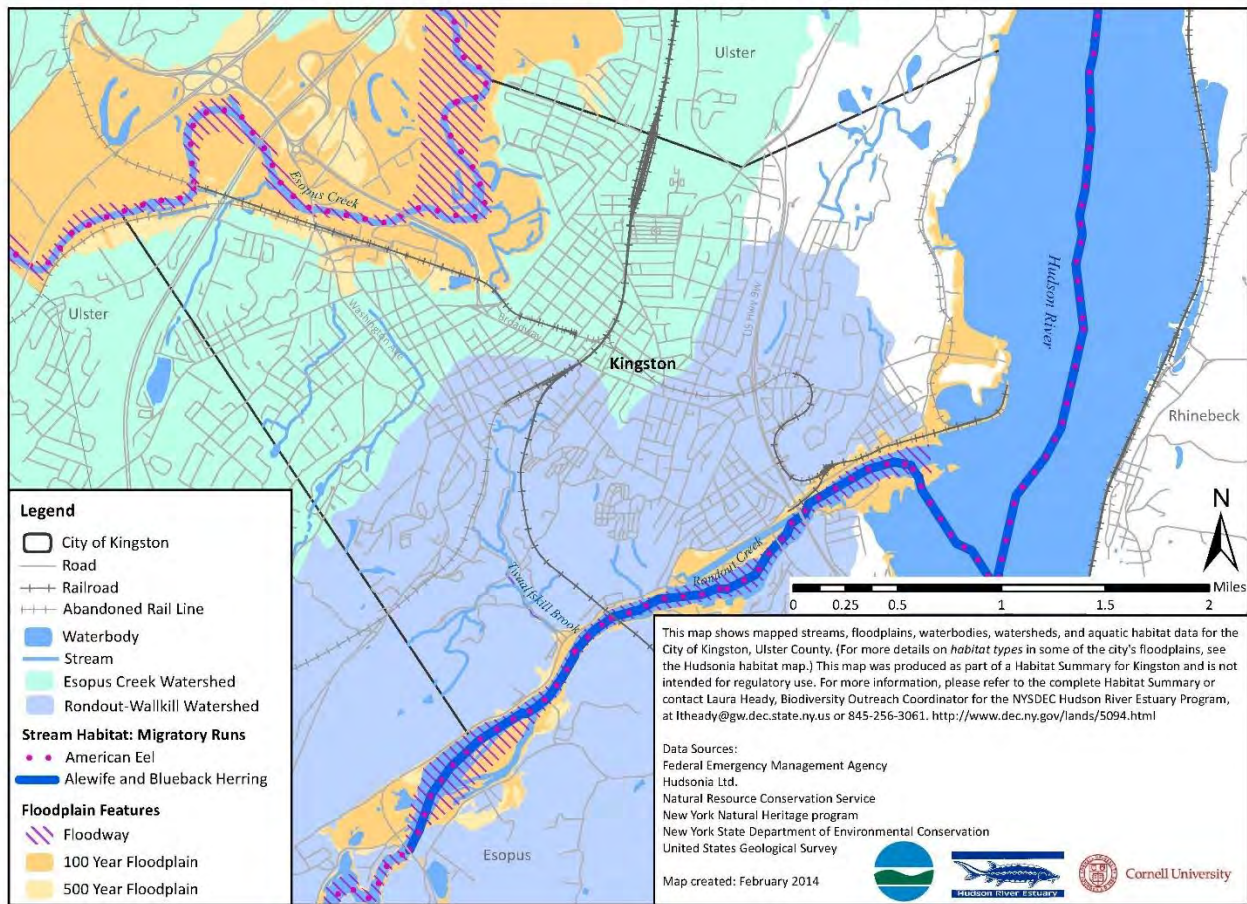 Ulster
Esopus Creek
Hudson River
Ulster
Washington Ave
Broadway
US Hwy 9W
Kingston
Rhinebeck
N
Rondout Creek
Twaalfskill Brook
Esopus
Legend
City of Kingston
Road
Railroad
Abandoned Rail Line
Waterbody
Stream
Esopus Creek Watershed
Rondout-Wallkill Watershed
Stream Habitat: Migratory Runs
American Eel
Alewife and Blueback Herring
Floodplain Features
Floodway
100 Year Floodplain
500 Year Floodplain
Miles
0 0.25 0.5 1 1.5 2
This map shows mapped streams, floodplains, waterbodies, watersheds, and aquatic habitat data for the
City of Kingston, Ulster County. (For more details on habitat types in some of the city's floodplains, see
the Hudsonia habitat map.) This map was produced as part of a Habitat Summary for Kingston and is not
intended for regulatory use. For more information, please refer to the complete Habitat Summary or
contact Laura Heady, Biodiversity Outreach Coordinator for the NYSDEC Hudson River Estuary Program,
at ltheady@gw.dec.state.ny.us or 845-256-3061. http://www.dec.ny.gov/lands/5094.html
Data Sources:
Federal Emergency Management Agency
Hudsonia Ltd.
Natural Resource Conservation Service
New York Natural Heritage program
New York State Department of Environmental Conservation
United States Geological Survey
Map created: February 2014
Hudson River Estuary
Cornell University